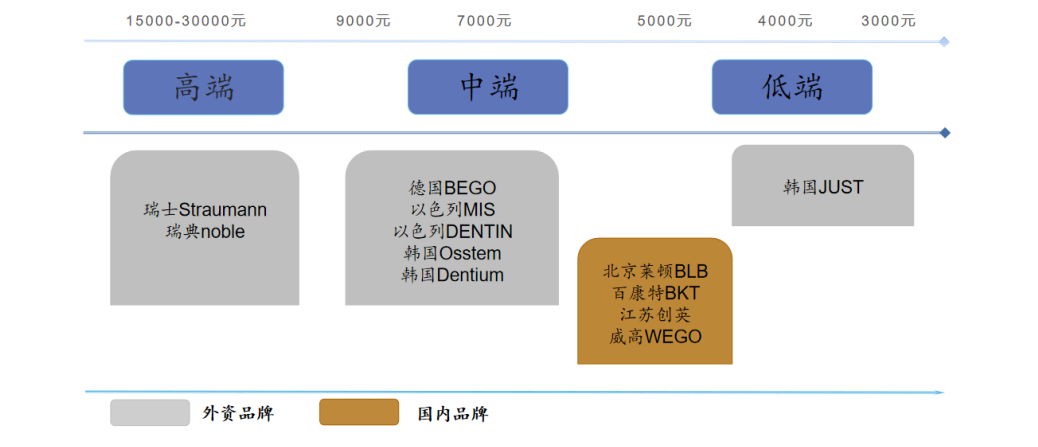 15000-30000元
9000元
7000元
5000元
4000元
3000元
高端
中端
低端
瑞士Straumann
瑞典noble
德国BEGO
以色列MIS
以色列DENTIN
韩国Osstem
韩国Dentium
韩国JUST
北京莱顿BLB
百康特BKT
江苏创英
威高WEGO
外资品牌
国内品牌